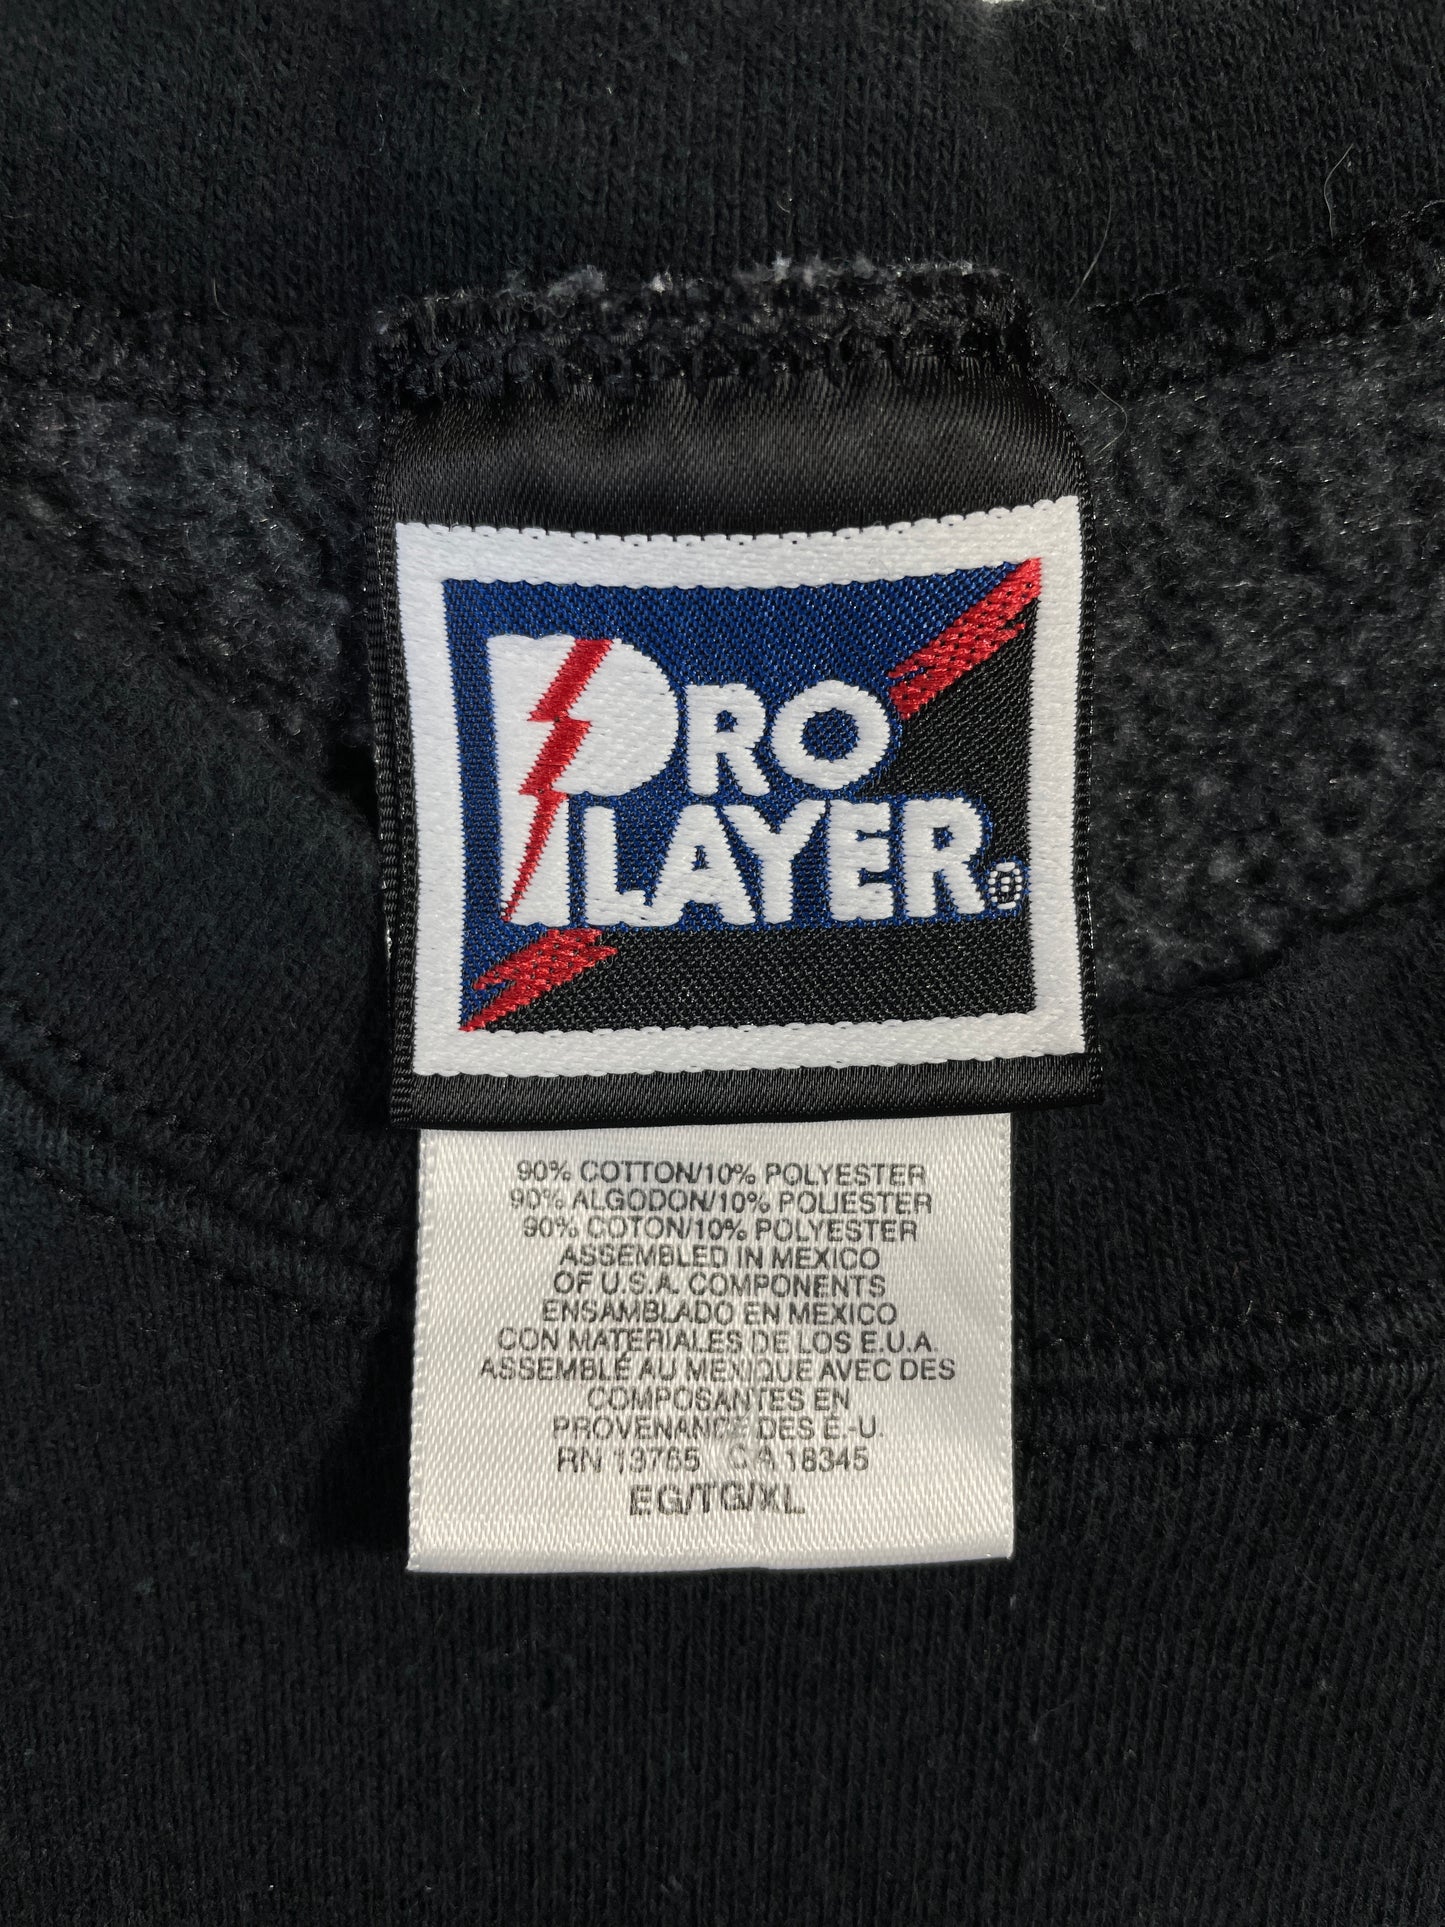 PRO
PLAYER®
90% COTTON/10% POLYESTER
90% ALGODON/10% POLIESTER
90% COTON/10% POLYESTER
ASSEMBLED IN MEXICO
OF U.S.A. COMPONENTS
ENSAMBLADO EN MEXICO
CON MATERIALES DE LOS E.U.A.
ASSEMBLÉ AU MEXIQUE AVEC DES
COMPOSANTES EN
PROVENANCE DES É.-U.
RN 13765 CA 18345
EG/TG/XL